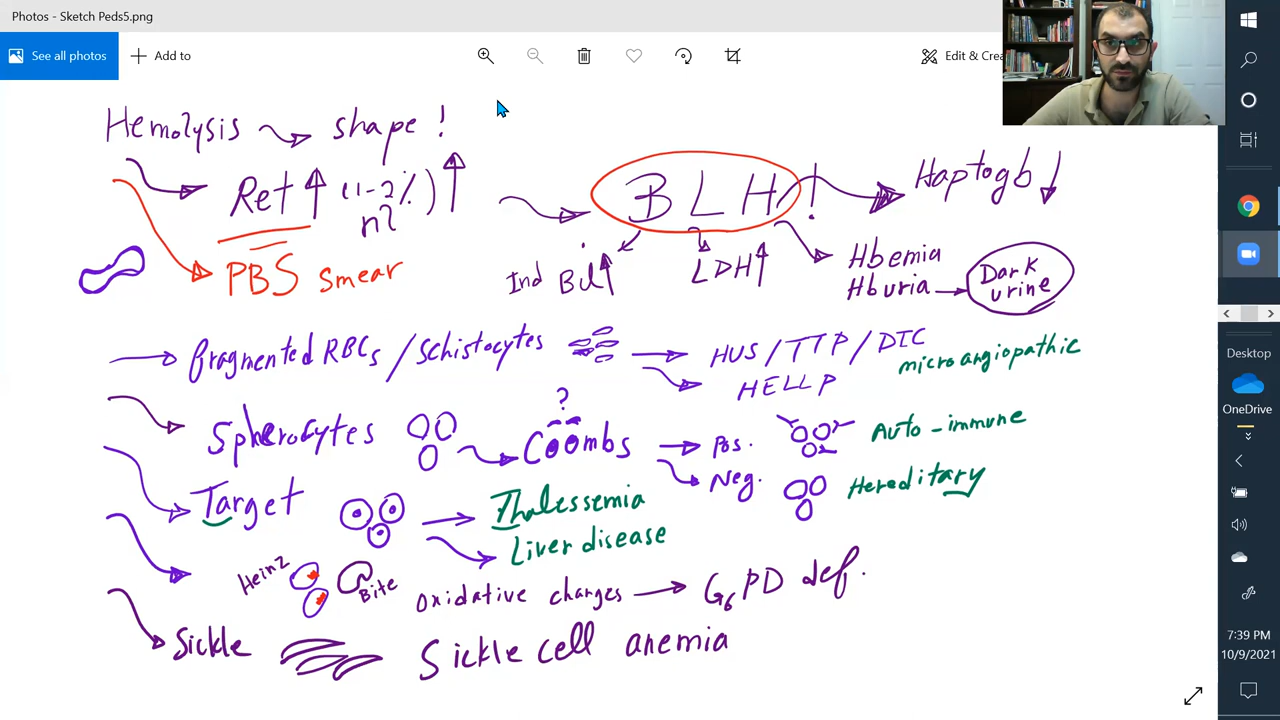 Photos - Sketch Peds5.png
See all photos
Add to
Edit & Crea
Hemolysis shape !
Ret (1-2%)
n?
BLH !
Haptogb
PBS smear
Ind Bil
LDH
Hbemia
Hburia
Dark
urine
fragmented RBCs / Schistocytes
HUS / TTP / DIC
HELLP
microangiopathic
?
Spherocytes
Coombs
Pos.
Auto-immune
Neg.
Hereditary
Target
Thalessemia
Liver disease
Heinz
Bite
oxidative changes
G6PD def.
Sickle
Sickle cell anemia
Desktop
OneDrive
7:39 PM
10/9/2021